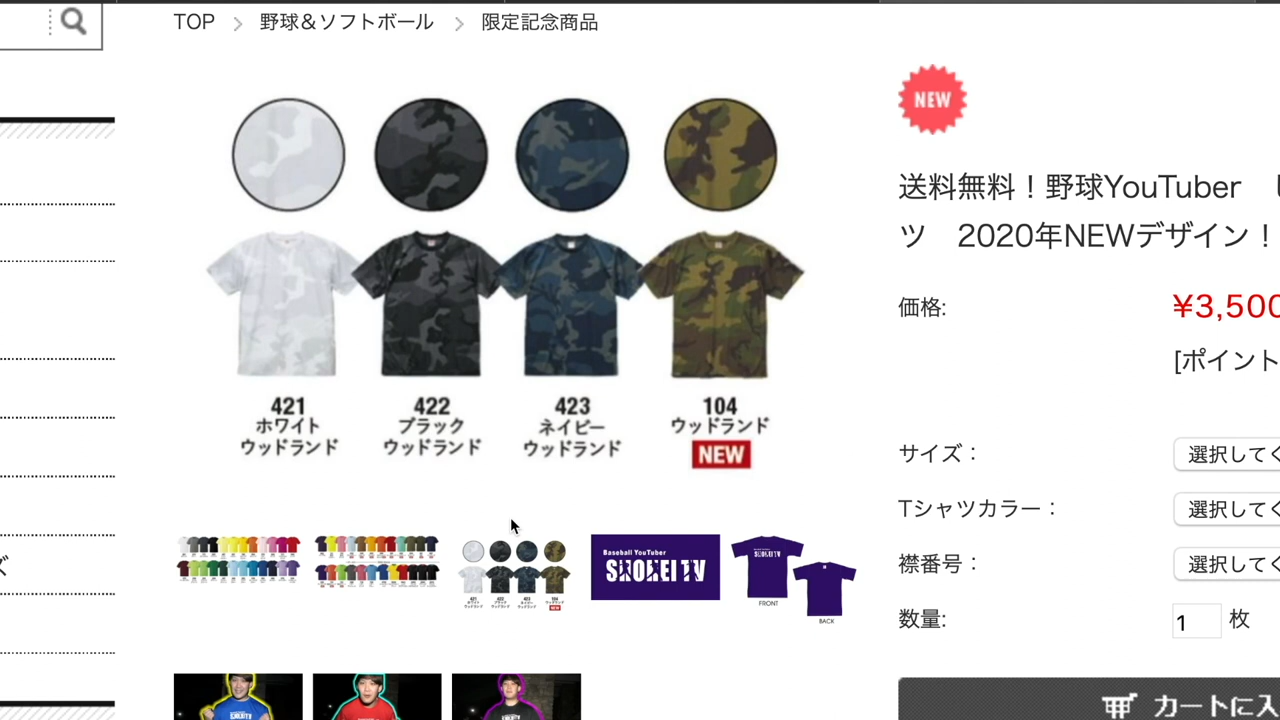 TOP > 野球＆ソフトボール > 限定記念商品
NEW
送料無料！野球YouTuber
ツ 2020年NEWデザイン！
価格:
¥3,500
[ポイント
サイズ：
選択してく
Tシャツカラー：
選択してく
襟番号：
選択してく
数量:
1 枚
カートに入
421
ホワイト
ウッドランド
422
ブラック
ウッドランド
423
ネイビー
ウッドランド
104
ウッドランド
NEW
Baseball YouTuber
SHOHEI TV
FRONT
BACK
ズ